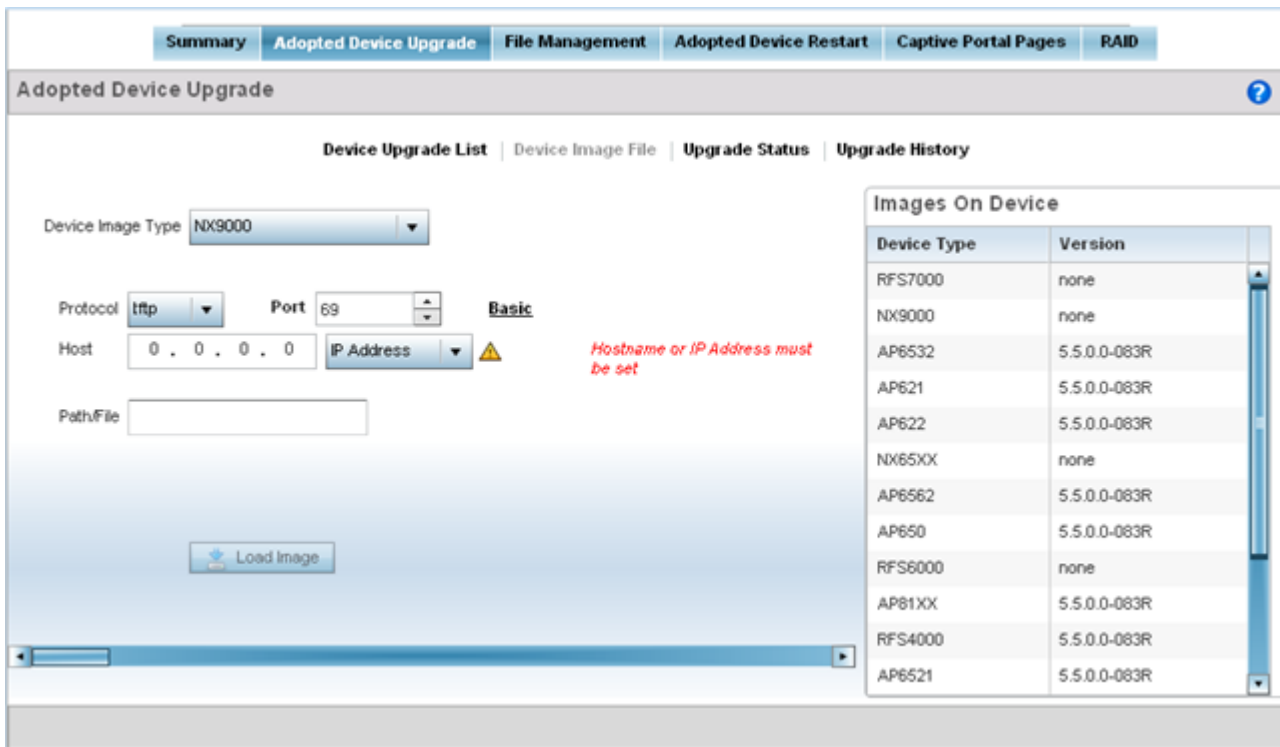 Summary Adopted Device Upgrade File Management Adopted Device Restart Captive Portal Pages RAID
Adopted Device Upgrade ?
Device Upgrade List | Device Image File | Upgrade Status | Upgrade History
Device Image Type NX9000
Protocol tftp Port 69 Basic
Host 0 . 0 . 0 . 0 IP Address
Hostname or IP Address must
be set
Path/File
Load Image
Images On Device
Device Type Version
RFS7000 none
NX9000 none
AP6532 5.5.0.0-083R
AP621 5.5.0.0-083R
AP622 5.5.0.0-083R
NX65XX none
AP6562 5.5.0.0-083R
AP650 5.5.0.0-083R
RFS6000 none
AP81XX 5.5.0.0-083R
RFS4000 5.5.0.0-083R
AP6521 5.5.0.0-083R